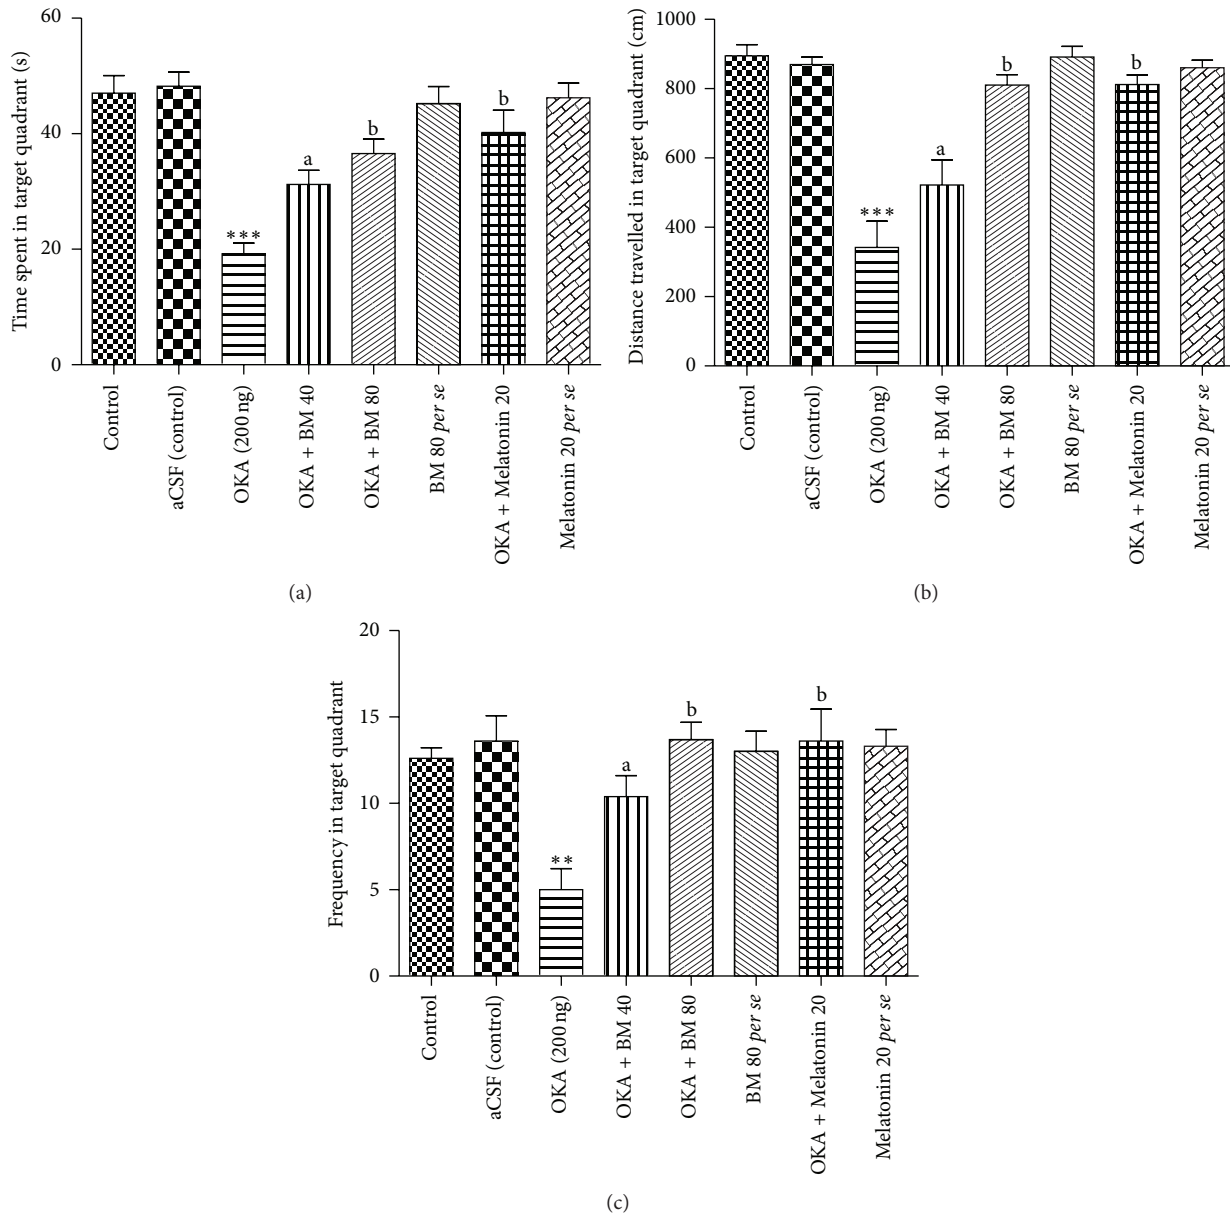 Time spent in target quadrant (s)
60
40
20
0
***
a
b
b
Control
aCSF (control)
OKA (200 ng)
OKA + BM 40
OKA + BM 80
BM 80 per se
OKA + Melatonin 20
Melatonin 20 per se
(a)
Distance travelled in target quadrant (cm)
1000
800
600
400
200
0
***
a
b
b
Control
aCSF (control)
OKA (200 ng)
OKA + BM 40
OKA + BM 80
BM 80 per se
OKA + Melatonin 20
Melatonin 20 per se
(b)
Frequency in target quadrant
20
15
10
5
0
**
a
b
b
Control
aCSF (control)
OKA (200 ng)
OKA + BM 40
OKA + BM 80
BM 80 per se
OKA + Melatonin 20
Melatonin 20 per se
(c)